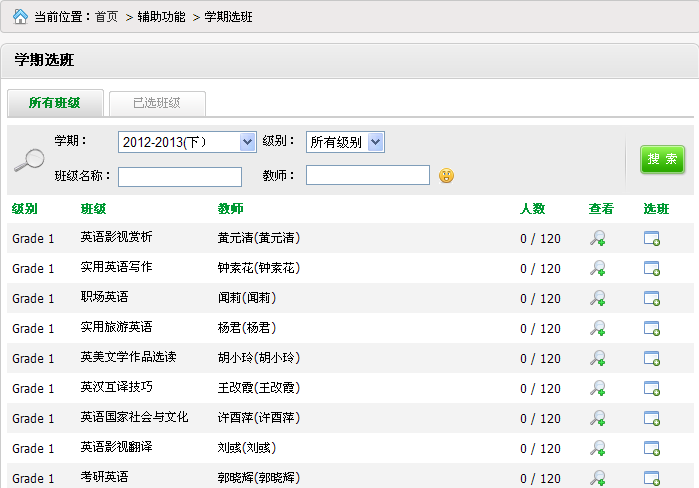 当前位置：首页 > 辅助功能 > 学期选班
学期选班
所有班级 已选班级
学期： 2012-2013(下) 级别： 所有级别
班级名称： 教师：
搜 索
级别 班级 教师 人数 查看 选班
Grade 1 英语影视赏析 黄元清(黄元清) 0 / 120
Grade 1 实用英语写作 钟素花(钟素花) 0 / 120
Grade 1 职场英语 闻莉(闻莉) 0 / 120
Grade 1 实用旅游英语 杨君(杨君) 0 / 120
Grade 1 英美文学作品选读 胡小玲(胡小玲) 0 / 120
Grade 1 英汉互译技巧 王改霞(王改霞) 0 / 120
Grade 1 英语国家社会与文化 许酉萍(许酉萍) 0 / 120
Grade 1 英语影视翻译 刘彧(刘彧) 0 / 120
Grade 1 考研英语 郭晓辉(郭晓辉) 0 / 120